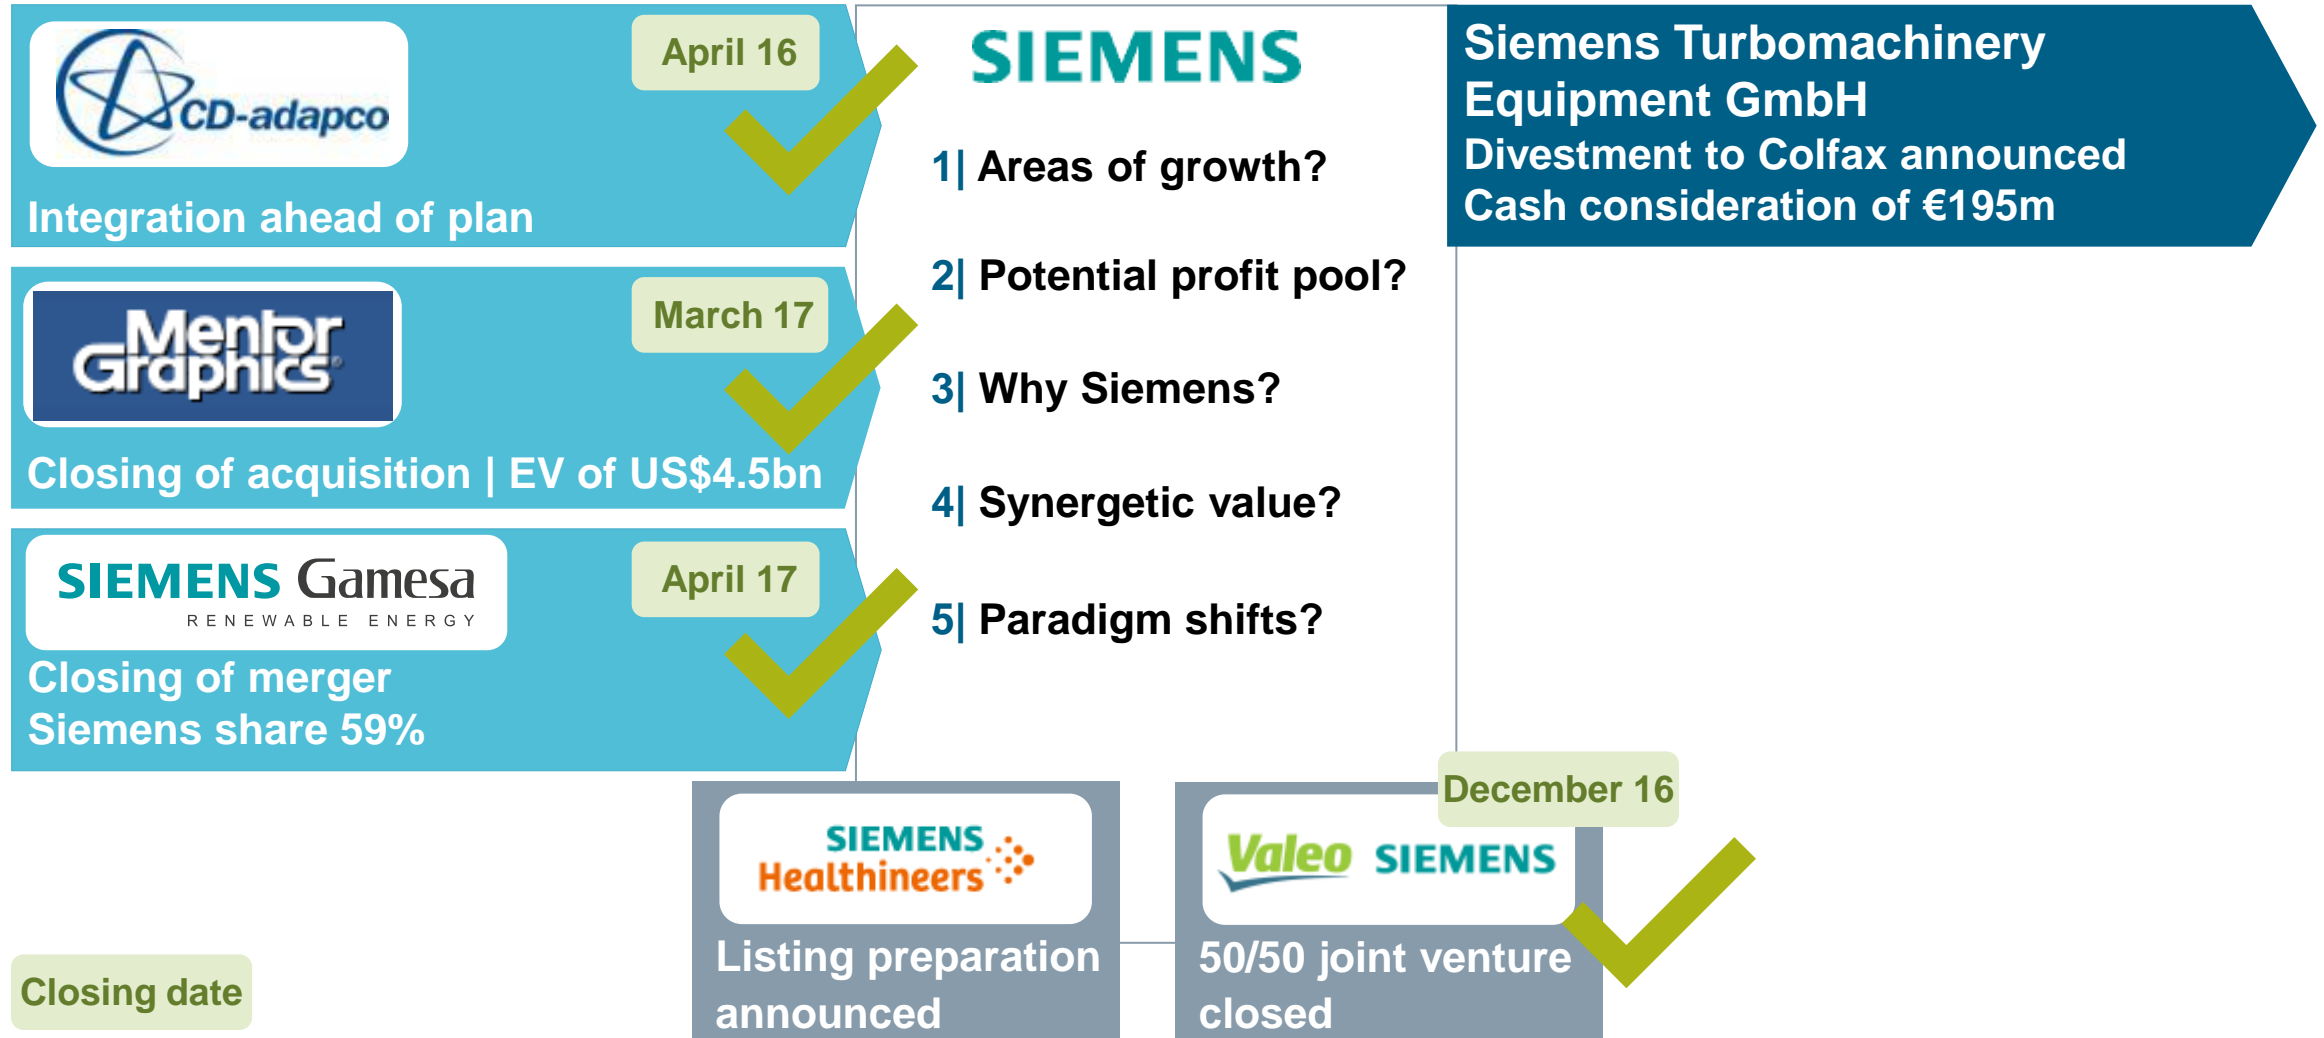 CD-adapco
April 16
Integration ahead of plan
Mentor
Graphics®
March 17
Closing of acquisition | EV of US$4.5bn
SIEMENS Gamesa
RENEWABLE ENERGY
April 17
Closing of merger
Siemens share 59%
SIEMENS
1| Areas of growth?
2| Potential profit pool?
3| Why Siemens?
4| Synergetic value?
5| Paradigm shifts?
Siemens Turbomachinery
Equipment GmbH
Divestment to Colfax announced
Cash consideration of €195m
SIEMENS
Healthineers
Listing preparation
announced
December 16
Valeo SIEMENS
50/50 joint venture
closed
Closing date